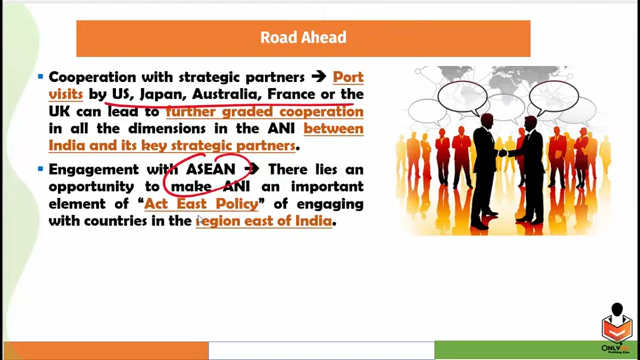 Road Ahead
• Cooperation with strategic partners → Port
visits by US, Japan, Australia, France or the
UK can lead to further graded cooperation
in all the dimensions in the ANI between
India and its key strategic partners.
• Engagement with ASEAN → There lies an
opportunity to make ANI an important
element of “Act East Policy” of engaging
with countries in the region east of India.